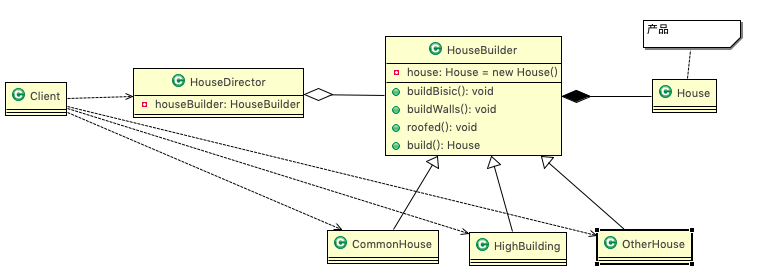 产品
HouseBuilder
house: House = new House()
HouseDirector
houseBuilder: HouseBuilder
Client
buildBisic(): void
buildWalls(): void
roofed(): void
build(): House
House
CommonHouse
HighBuilding
OtherHouse